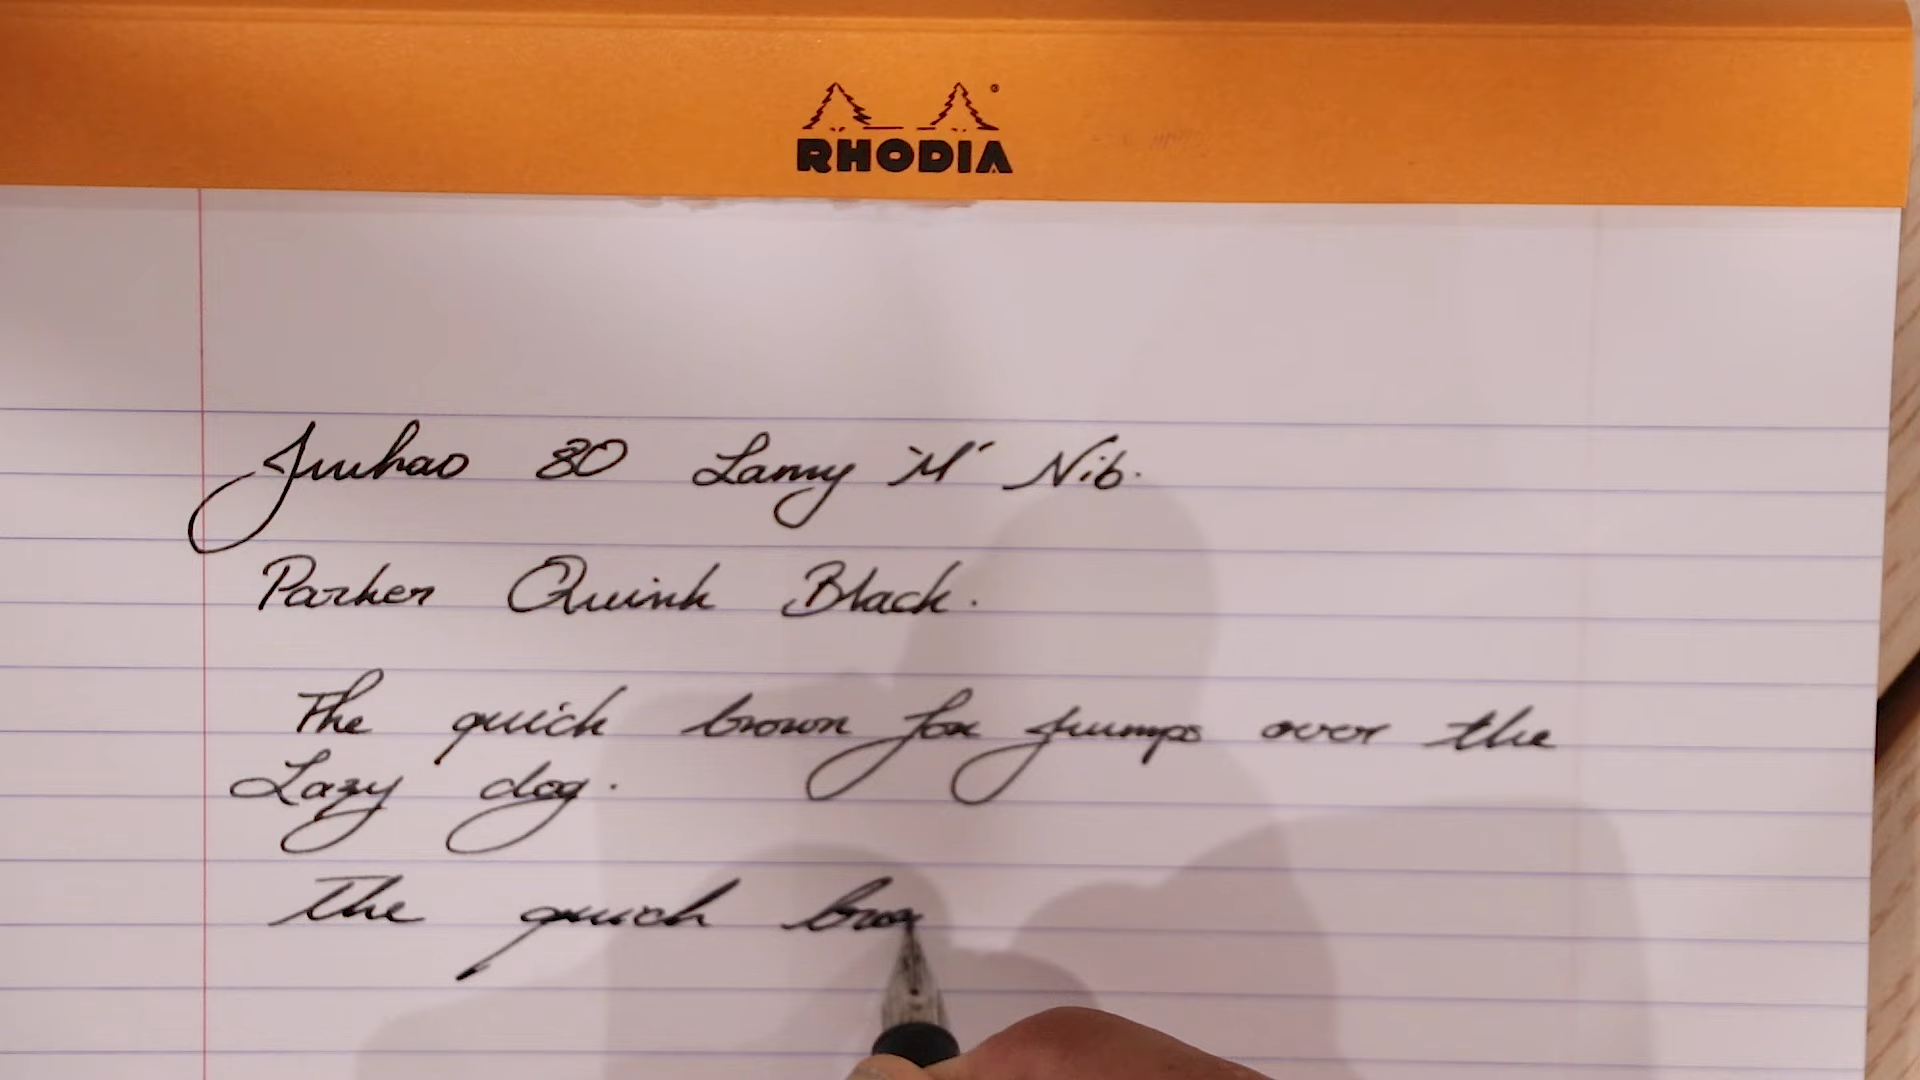 RHODIA
Jinhao 80 Lamy "M" Nib.
Parker Quink Black.
The quick brown fox jumps over the
Lazy dog.
The quick brow